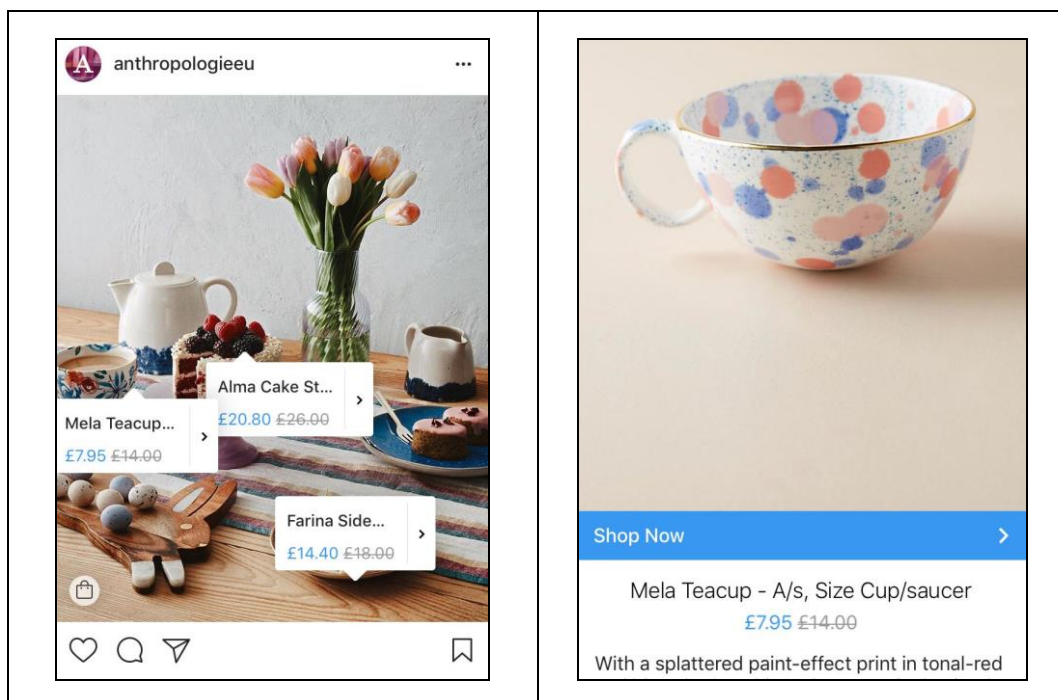 A anthropologieeu
Alma Cake St...
£20.80 £26.00
Mela Teacup...
£7.95 £14.00
Farina Side...
£14.40 £18.00
Shop Now
Mela Teacup - A/s, Size Cup/saucer
£7.95 £14.00
With a splattered paint-effect print in tonal-red